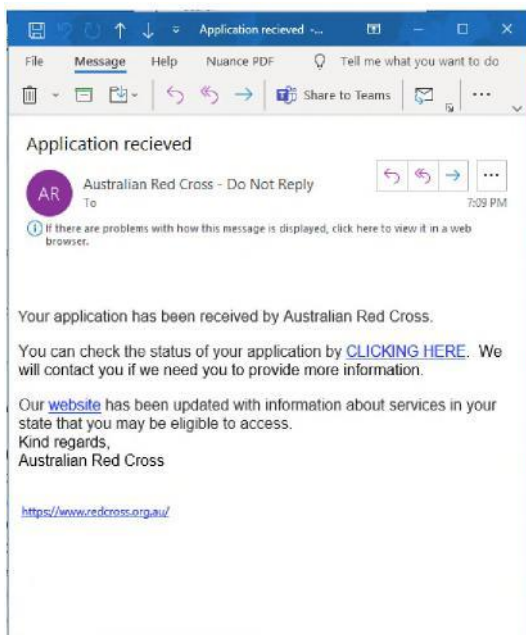 Application recieved -...
File Message Help Nuance PDF Tell me what you want to do
Share to Teams ...
Application recieved
AR
Australian Red Cross - Do Not Reply
To
7:09 PM
If there are problems with how this message is displayed, click here to view it in a web
browser.
Your application has been received by Australian Red Cross.
You can check the status of your application by CLICKING HERE. We
will contact you if we need you to provide more information.
Our website has been updated with information about services in your
state that you may be eligible to access.
Kind regards,
Australian Red Cross
https://www.redcross.org.au/